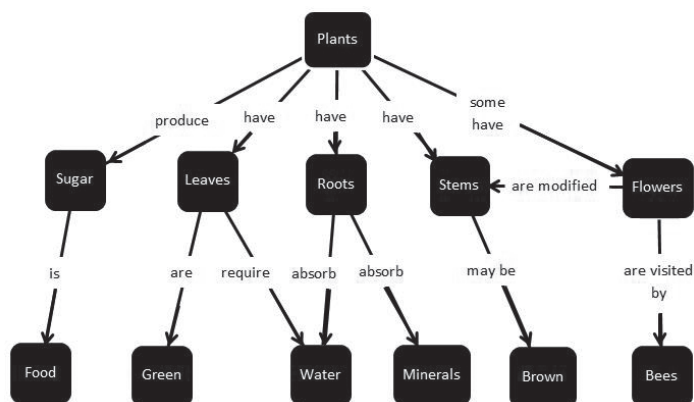 Plants
produce
have
have
have
some
have
Sugar
Leaves
Roots
Stems
are modified
Flowers
is
are
require
absorb
absorb
may be
are visited
by
Food
Green
Water
Minerals
Brown
Bees